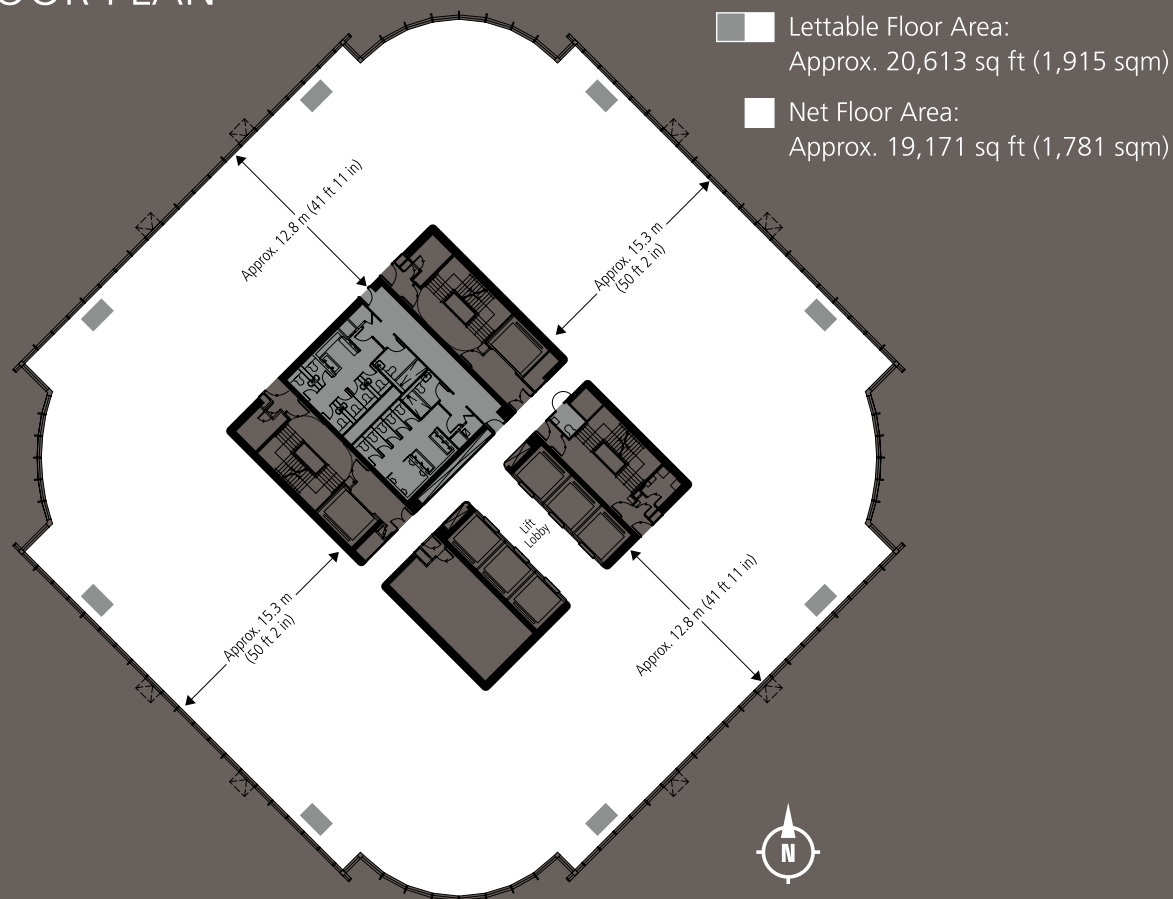 OOR PLAN
Lettable Floor Area:
Approx. 20,613 sq ft (1,915 sqm)
Net Floor Area:
Approx. 19,171 sq ft (1,781 sqm)
Approx. 12.8 m (41 ft 11 in)
Approx. 15.3 m
(50 ft 2 in)
Lift
Lobby
Approx. 15.3 m
(50 ft 2 in)
Approx. 12.8 m (41 ft 11 in)
N